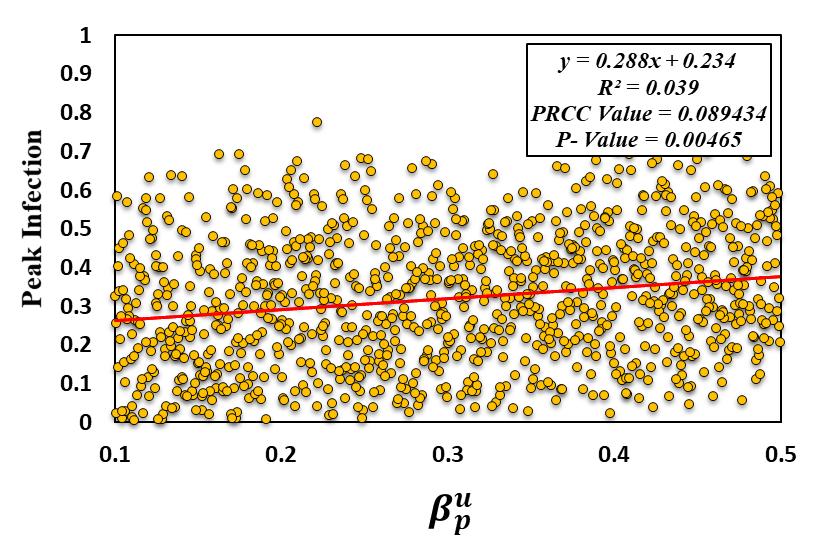 1
0.9
0.8
0.7
0.6
0.5
0.4
0.3
0.2
0.1
0
Peak Infection
y = 0.288x + 0.234
R² = 0.039
PRCC Value = 0.089434
P- Value = 0.00465
0.1 0.2 0.3 0.4 0.5
β_p^u